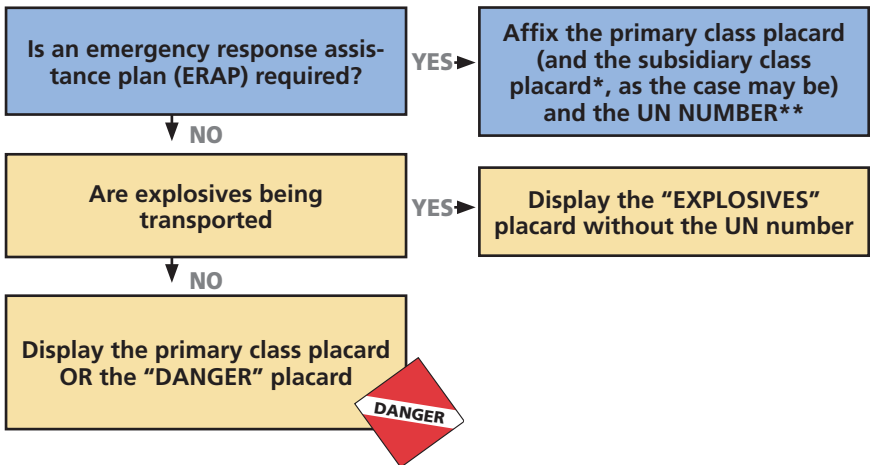 Is an emergency response assis-
tance plan (ERAP) required?
YES
Affix the primary class placard
(and the subsidiary class
placard*, as the case may be)
and the UN NUMBER**
NO
Are explosives being
transported
YES
Display the “EXPLOSIVES”
placard without the UN number
NO
Display the primary class placard
OR the “DANGER” placard
DANGER